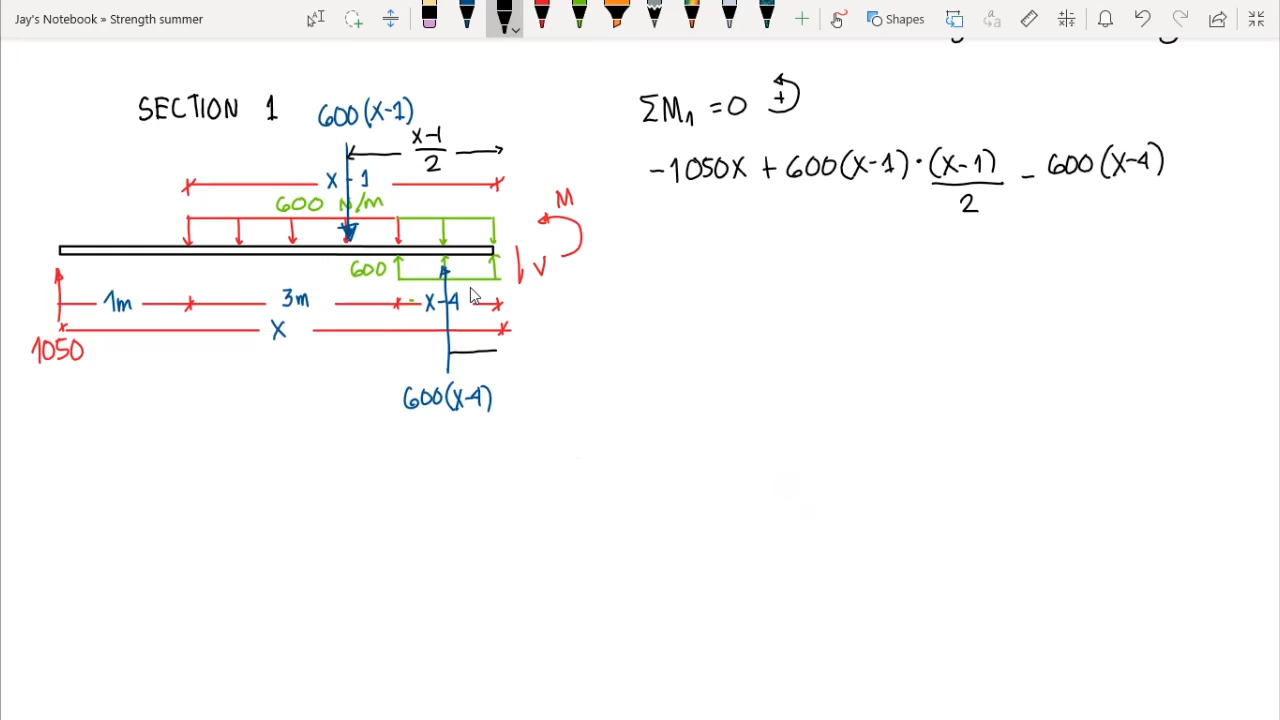 Jay's Notebook » Strength summer
Shapes
SECTION 1
600(x-1)
x-1
2
x - 1
600 N/m
M
600
V
1m
3m
x-4
X
1050
600(x-4)
ΣM₁ = 0 +
-1050x + 600(x-1)·(x-1) - 600(x-4)
2